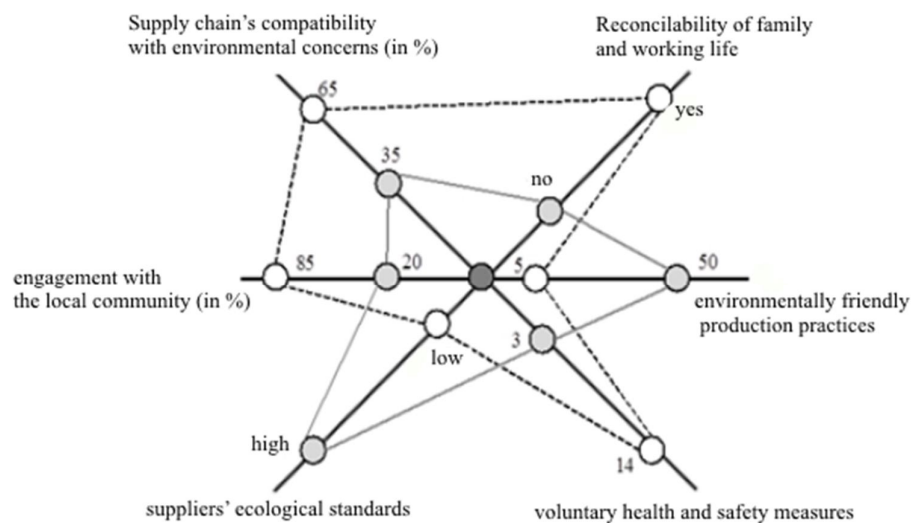 Supply chain's compatibility
with environmental concerns (in %)
Reconcilability of family
and working life
65
yes
35
no
engagement with
the local community (in %)
85
20
5
50
environmentally friendly
production practices
3
low
high
14
suppliers' ecological standards
voluntary health and safety measures